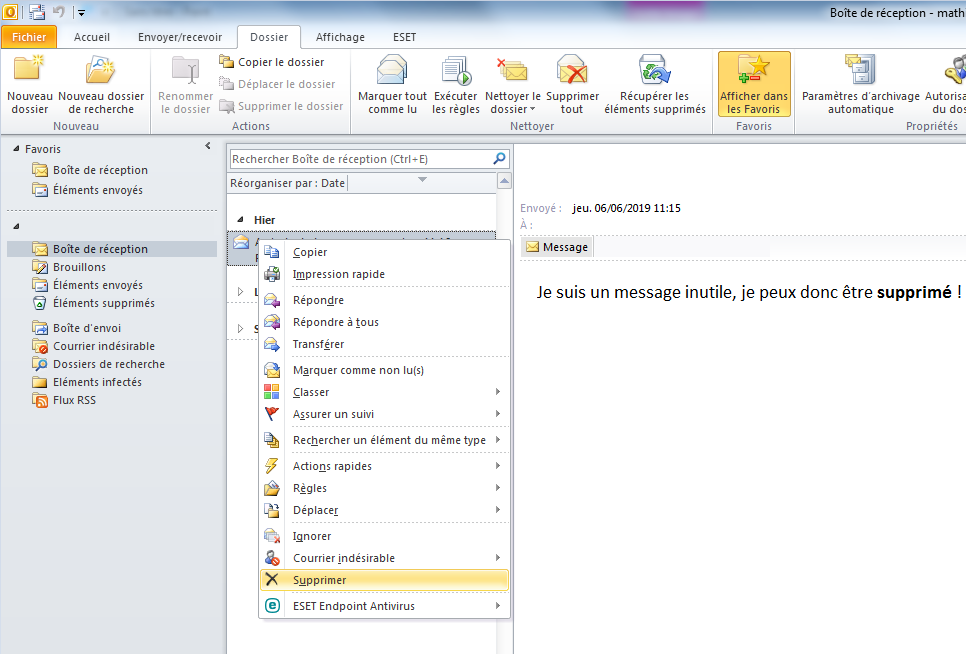 Boîte de réception - math
Fichier
Accueil
Envoyer/recevoir
Dossier
Affichage
ESET
Nouveau dossier
Nouveau dossier de recherche
Nouveau
Renommer le dossier
Copier le dossier
Déplacer le dossier
Supprimer le dossier
Actions
Marquer tout comme lu
Exécuter les règles
Nettoyer le dossier
Supprimer tout
Récupérer les éléments supprimés
Nettoyer
Afficher dans les Favoris
Favoris
Paramètres d'archivage automatique
Autorisa
du dos
Propriétés
Favoris
Boîte de réception
Éléments envoyés
Boîte de réception
Brouillons
Éléments envoyés
Éléments supprimés
Boîte d'envoi
Courrier indésirable
Dossiers de recherche
Eléments infectés
Flux RSS
Rechercher Boîte de réception (Ctrl+E)
Réorganiser par : Date
Hier
Copier
Impression rapide
Répondre
Répondre à tous
Transférer
Marquer comme non lu(s)
Classer
Assurer un suivi
Rechercher un élément du même type
Actions rapides
Règles
Déplacer
Ignorer
Courrier indésirable
Supprimer
ESET Endpoint Antivirus
Envoyé : jeu. 06/06/2019 11:15
À :
Message
Je suis un message inutile, je peux donc être supprimé !